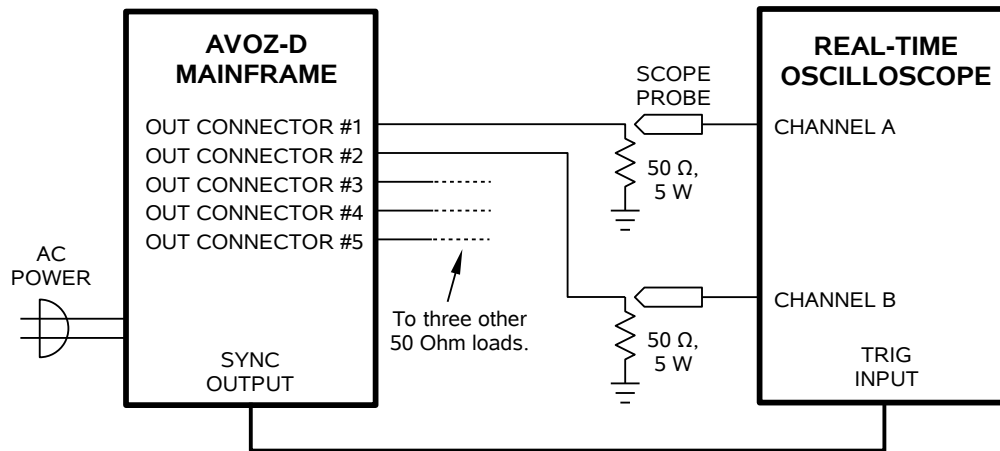 AVOZ-D
MAINFRAME
OUT CONNECTOR #1
OUT CONNECTOR #2
OUT CONNECTOR #3
OUT CONNECTOR #4
OUT CONNECTOR #5
AC
POWER
SYNC
OUTPUT
To three other
50 Ohm loads.
SCOPE
PROBE
50 Ω,
5 W
50 Ω,
5 W
REAL-TIME
OSCILLOSCOPE
CHANNEL A
CHANNEL B
TRIG
INPUT